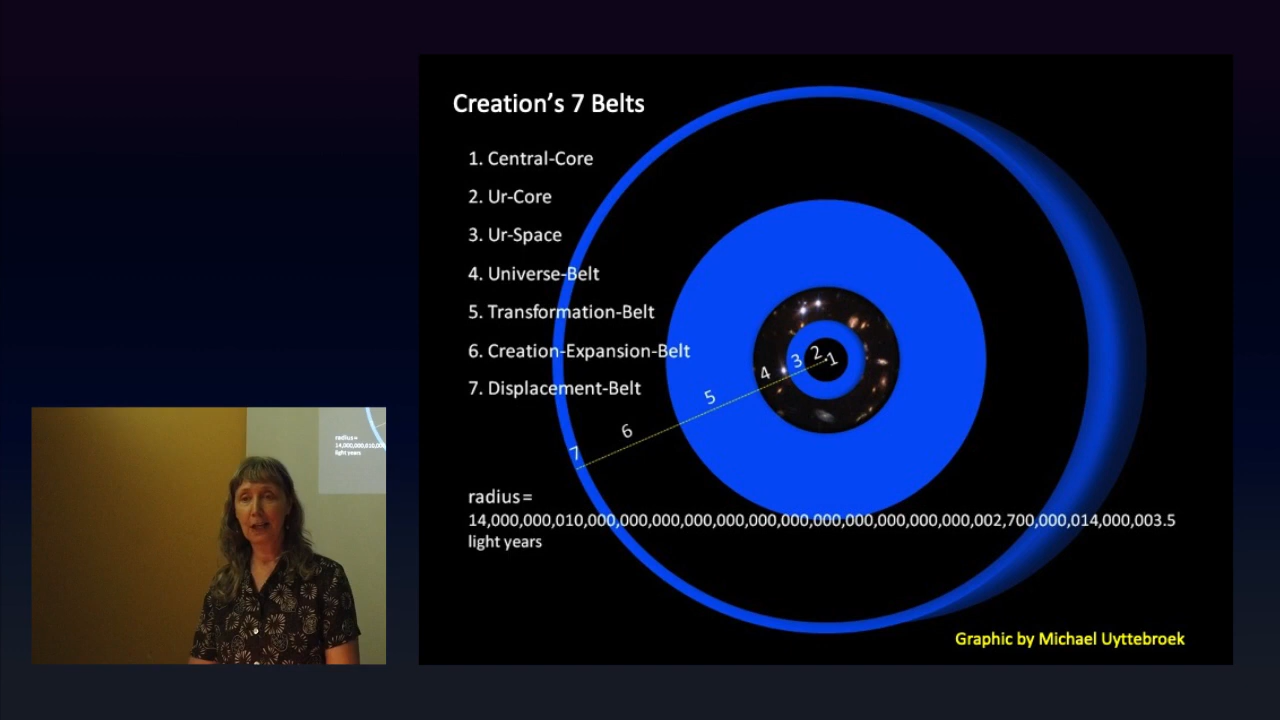 Creation's 7 Belts
1. Central-Core
2. Ur-Core
3. Ur-Space
4. Universe-Belt
5. Transformation-Belt
6. Creation-Expansion-Belt
7. Displacement-Belt
1
2
3
4
5
6
7
radius=
14,000,000,010,000,000,000,000,000,000,000,000,000,000,000,000,002,700,000,014,000,003.5
light years
Graphic by Michael Uyttebroek
radius=
light years